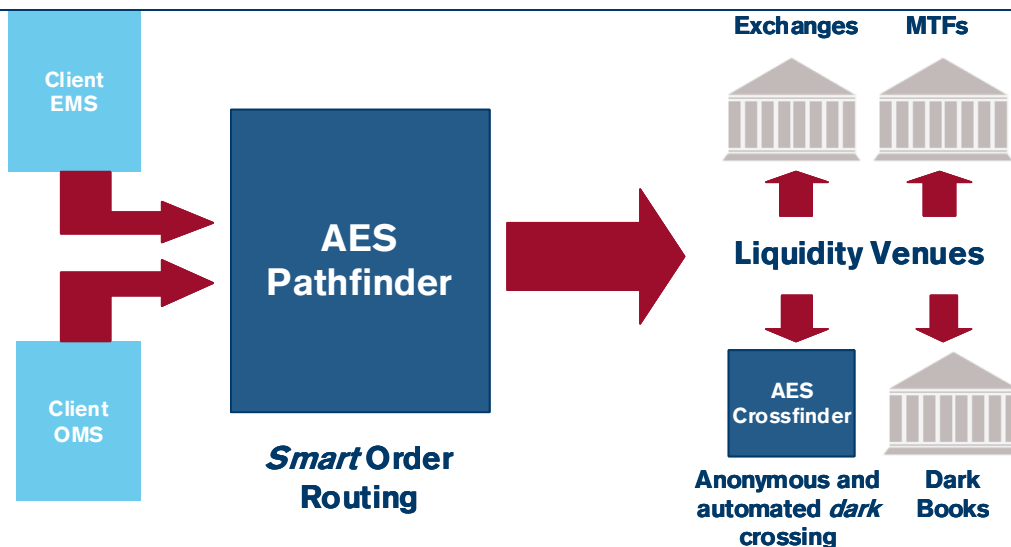 Client
EMS
Client
OMS
AES
Pathfinder
Smart Order
Routing
Exchanges
MTFs
Liquidity Venues
AES
Crossfinder
Anonymous and
automated dark
crossing
Dark
Books